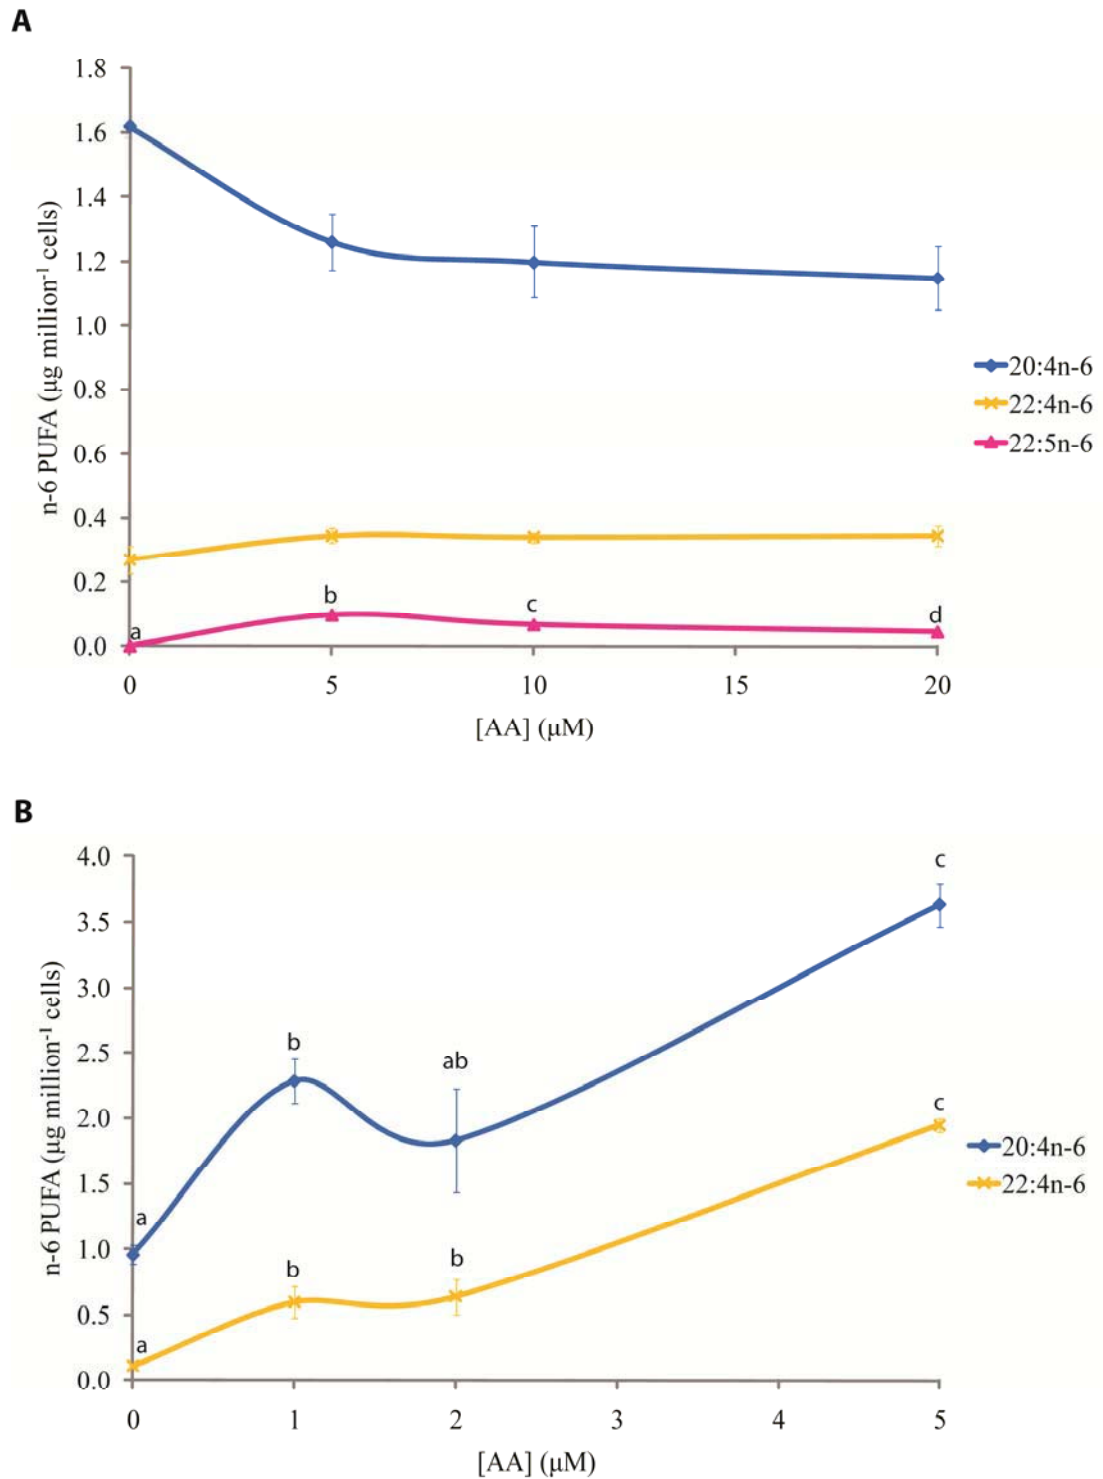 A
n-6 PUFA (µg million⁻¹ cells)
1.8
1.6
1.4
1.2
1.0
0.8
0.6
0.4
0.2
0.0
a
b
c
d
0 5 10 15 20
[AA] (µM)
20:4n-6
22:4n-6
22:5n-6
B
n-6 PUFA (µg million⁻¹ cells)
4.0
3.5
3.0
2.5
2.0
1.5
1.0
0.5
0.0
a
b
ab
c
a
b
b
c
0 1 2 3 4 5
[AA] (µM)
20:4n-6
22:4n-6